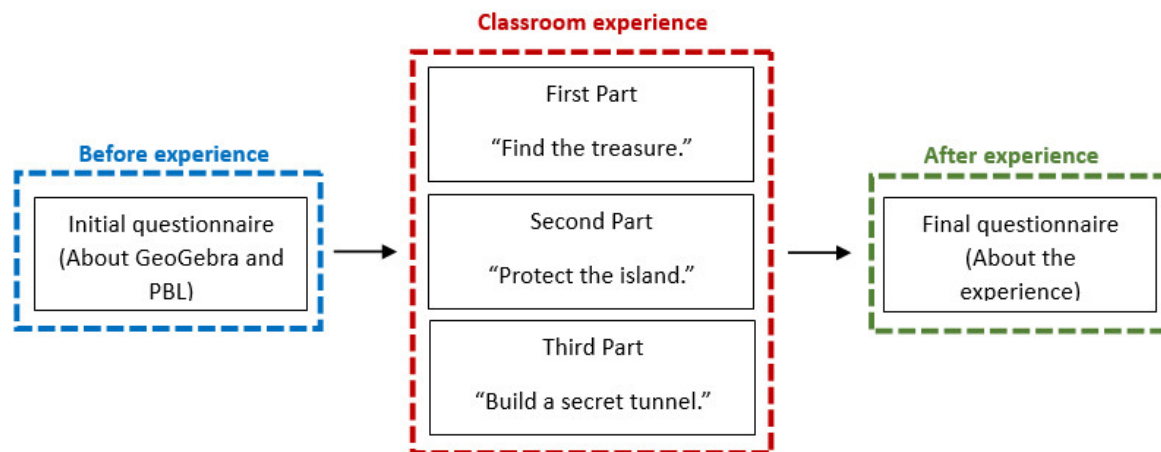 Before experience
Initial questionnaire
(About GeoGebra and
PBL)
Classroom experience
First Part
“Find the treasure.”
Second Part
“Protect the island.”
Third Part
“Build a secret tunnel.”
After experience
Final questionnaire
(About the
experience)